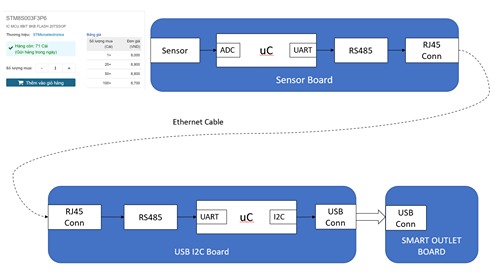 STM8S003F3P6
IC MCU 8BIT 8KB FLASH 20TSSOP
Thương hiệu: STMicroelectronics
Hàng còn: 71 Cái
(Gửi hàng trong ngày)
Số lượng mua: - 1 +
Thêm vào giỏ hàng
Bảng giá
Số lượng mua (Cái) Đơn giá (VND)
1+ 9,000
20+ 8,900
50+ 8,800
100+ 8,700
Sensor
ADC
uC
UART
RS485
RJ45
Conn
Sensor Board
Ethernet Cable
RJ45
Conn
RS485
UART
uC
I2C
USB
Conn
USB
Conn
USB I2C Board
SMART OUTLET
BOARD